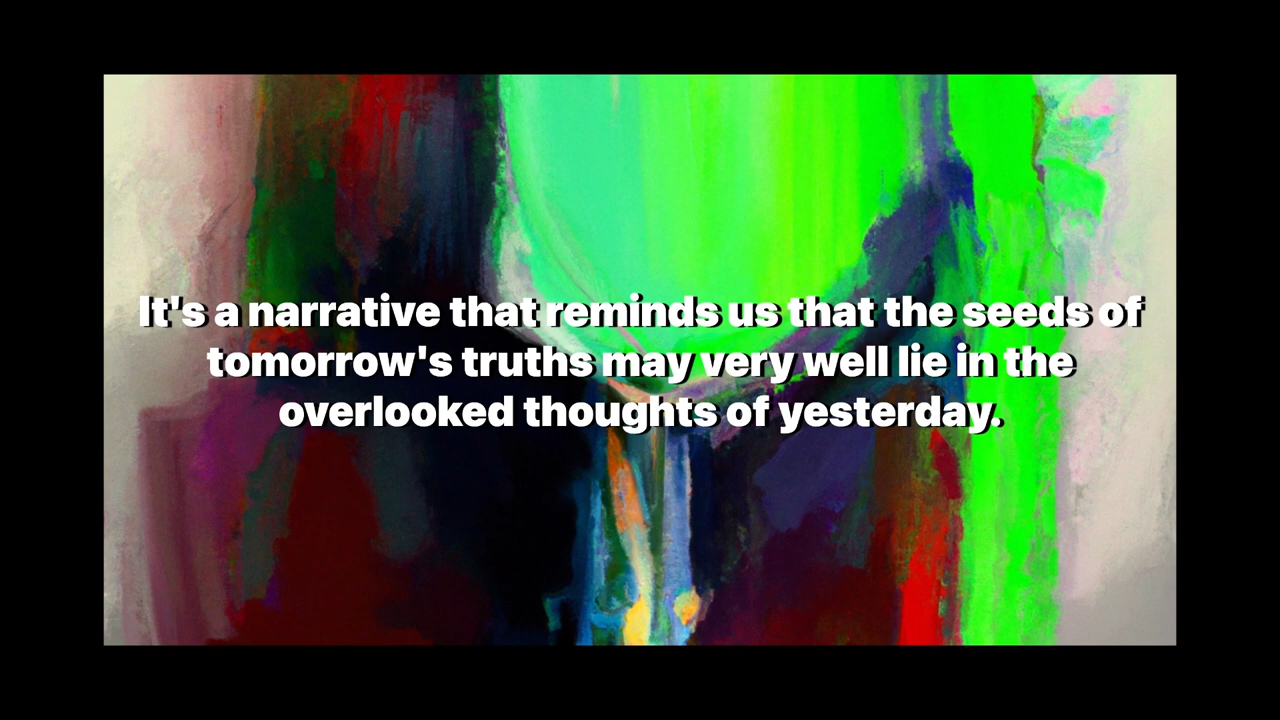 It's a narrative that reminds us that the seeds of
tomorrow's truths may very well lie in the
overlooked thoughts of yesterday.